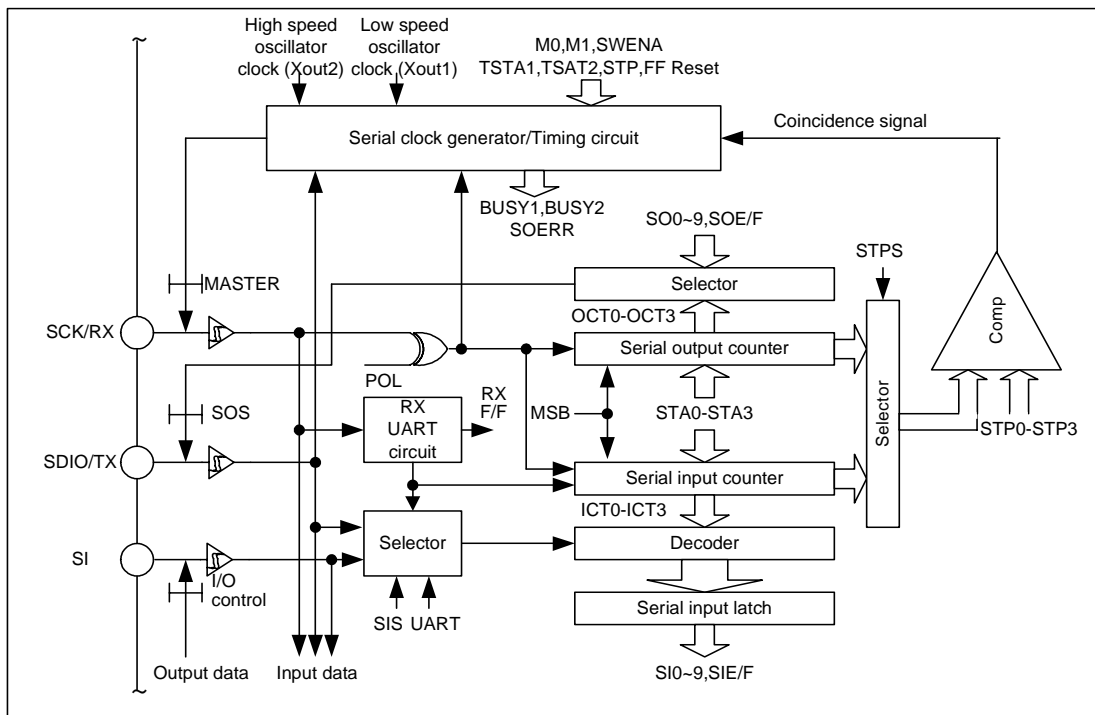 High speed
oscillator
clock (Xout2)
Low speed
oscillator
clock (Xout1)
M0,M1,SWENA
TSTA1,TSAT2,STP,FF Reset
Serial clock generator/Timing circuit
Coincidence signal
BUSY1,BUSY2
SOERR
SO0~9,SOE/F
STPS
MASTER
Selector
SCK/RX
OCT0-OCT3
Serial output counter
Comp
POL
SOS
RX
UART
circuit
RX
F/F
MSB
STA0-STA3
Selector
STP0-STP3
SDIO/TX
Serial input counter
ICT0-ICT3
Selector
Decoder
SI
I/O
control
Serial input latch
SIS
UART
Output data
Input data
SI0~9,SIE/F